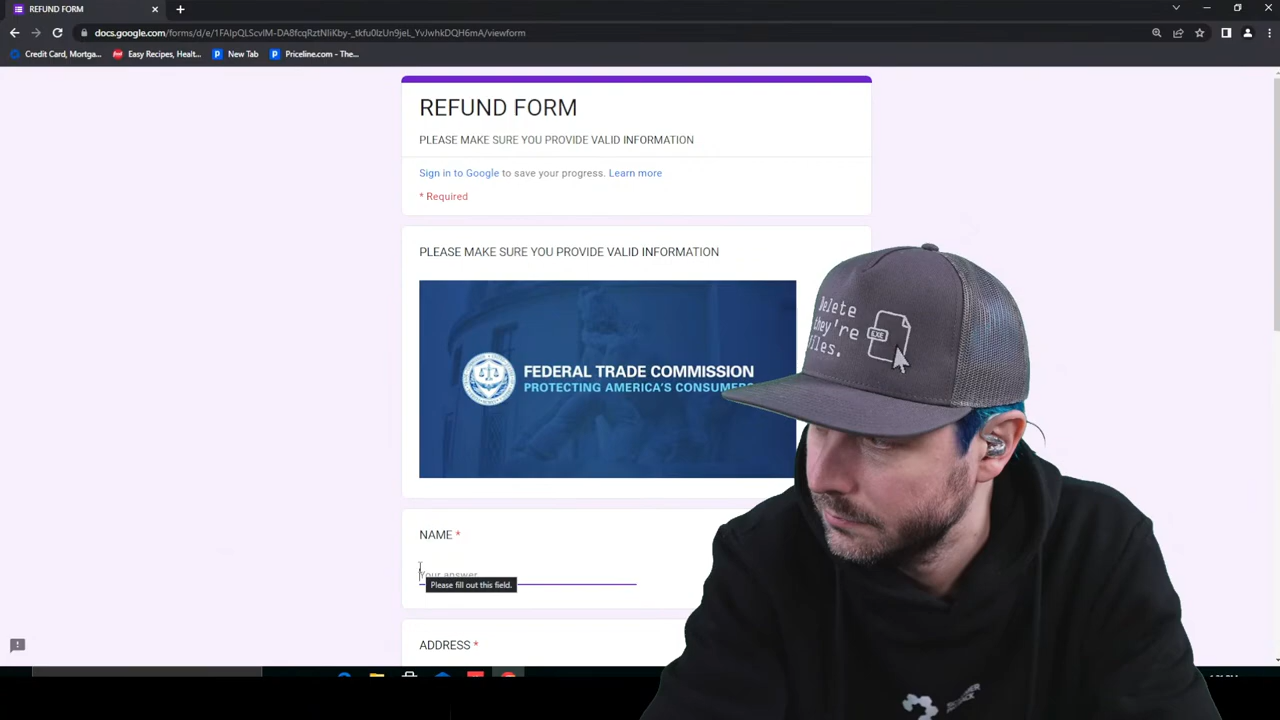 REFUND FORM
docs.google.com/forms/d/e/1FAIpQLScvlM-DA8fcqRztNliKby-_tkfu0lzUn9jeL_YvJwhkDQH6mA/viewform
Credit Card, Mortga...
Easy Recipes, Healt...
New Tab
Priceline.com - The...
REFUND FORM
PLEASE MAKE SURE YOU PROVIDE VALID INFORMATION
Sign in to Google to save your progress. Learn more
* Required
PLEASE MAKE SURE YOU PROVIDE VALID INFORMATION
FEDERAL TRADE COMMISSION
PROTECTING AMERICA'S CONSUMERS
Delete
they're
files.
EXE
NAME *
Your answer
Please fill out this field.
ADDRESS *